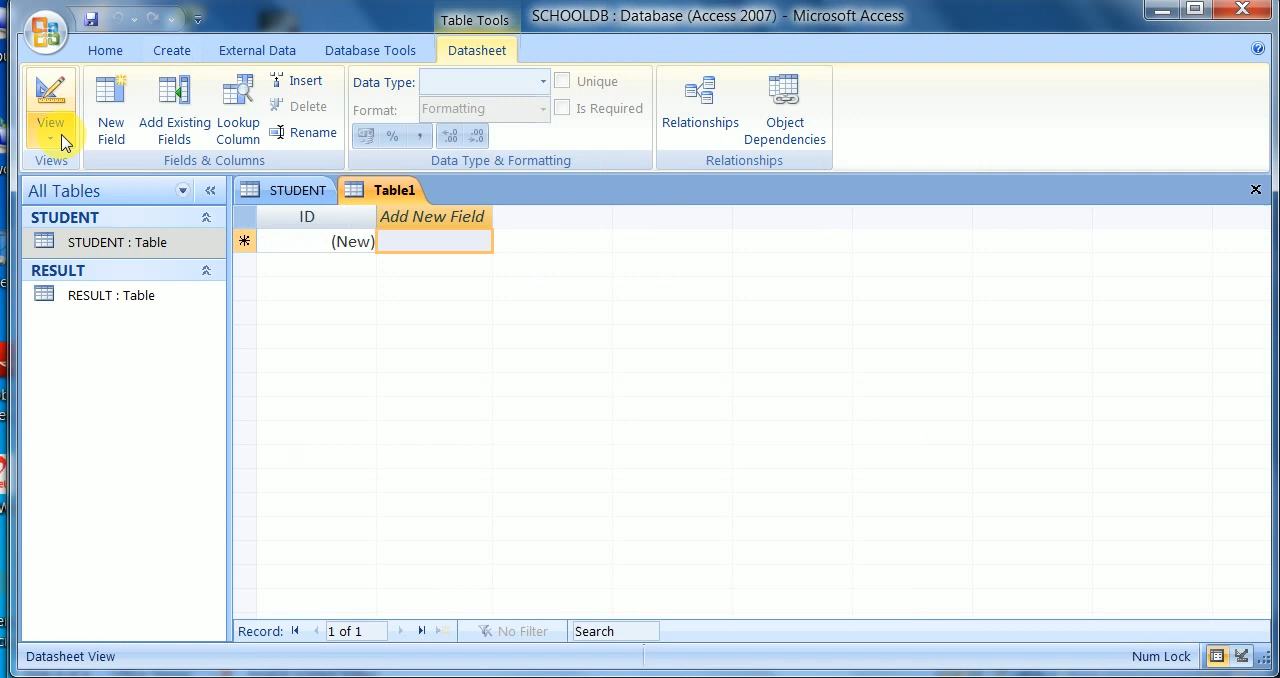 Table Tools
SCHOOLDB : Database (Access 2007) - Microsoft Access
Home Create External Data Database Tools Datasheet
View
Views
New Field
Add Existing Fields
Lookup Column
Insert
Delete
Rename
Fields & Columns
Data Type:
Unique
Format: Formatting
Is Required
% ,
Data Type & Formatting
Relationships
Object Dependencies
Relationships
All Tables
STUDENT
STUDENT : Table
RESULT
RESULT : Table
STUDENT Table1
ID Add New Field
(New)
Record: 1 of 1 No Filter Search
Datasheet View Num Lock